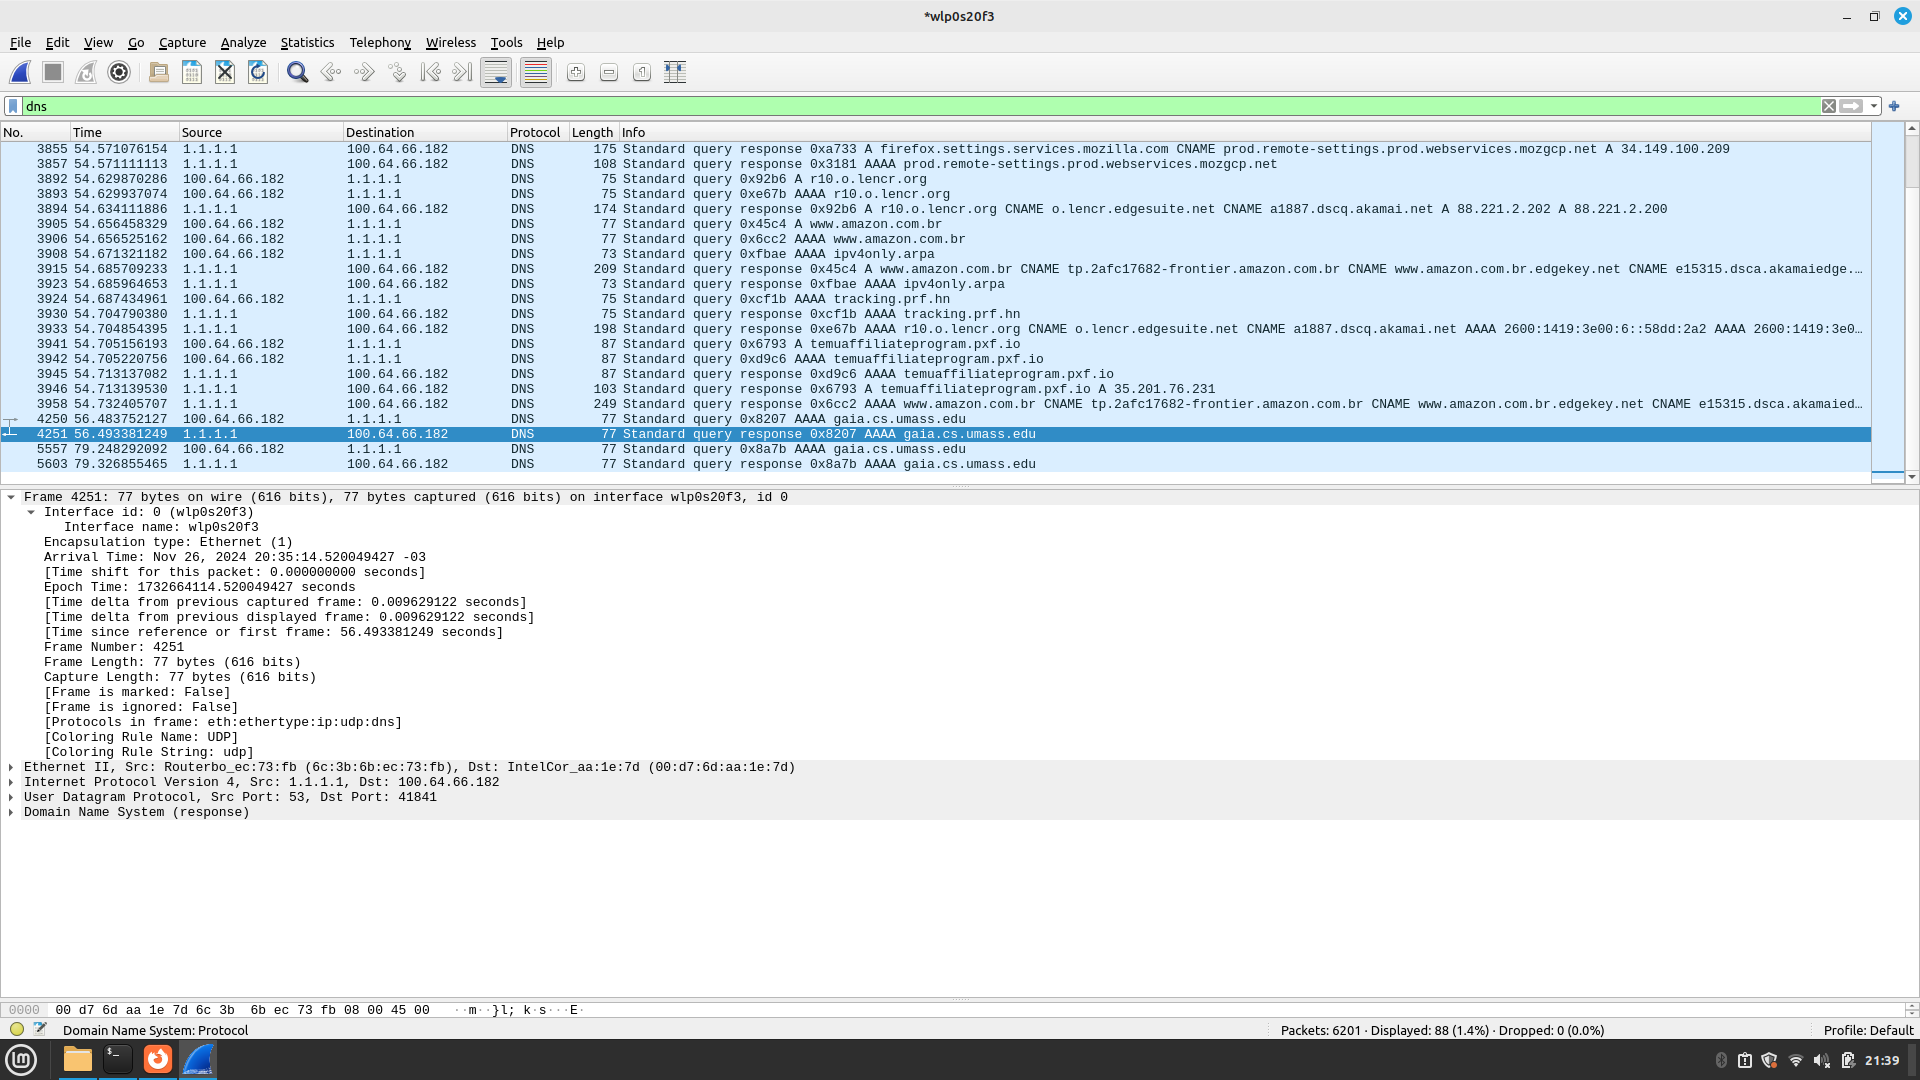 *wlp0s20f3
File Edit View Go Capture Analyze Statistics Telephony Wireless Tools Help
dns
No. Time Source Destination Protocol Length Info
3855 54.571076154 1.1.1.1 100.64.66.182 DNS 175 Standard query response 0xa733 A firefox.settings.services.mozilla.com CNAME prod.remote-settings.prod.webservices.mozgcp.net A 34.149.100.209
3857 54.571111113 1.1.1.1 100.64.66.182 DNS 108 Standard query response 0x3181 AAAA prod.remote-settings.prod.webservices.mozgcp.net
3892 54.629870286 100.64.66.182 1.1.1.1 DNS 75 Standard query 0x92b6 A r10.o.lencr.org
3893 54.629937074 100.64.66.182 1.1.1.1 DNS 75 Standard query 0xe67b AAAA r10.o.lencr.org
3894 54.634111886 1.1.1.1 100.64.66.182 DNS 174 Standard query response 0x92b6 A r10.o.lencr.org CNAME o.lencr.edgesuite.net CNAME a1887.dscq.akamai.net A 88.221.2.202 A 88.221.2.200
3905 54.656458329 100.64.66.182 1.1.1.1 DNS 77 Standard query 0x45c4 A www.amazon.com.br
3906 54.656525162 100.64.66.182 1.1.1.1 DNS 77 Standard query 0x6cc2 AAAA www.amazon.com.br
3908 54.671321182 100.64.66.182 1.1.1.1 DNS 73 Standard query 0xfbae AAAA ipv4only.arpa
3915 54.685709233 1.1.1.1 100.64.66.182 DNS 209 Standard query response 0x45c4 A www.amazon.com.br CNAME tp.2afc17682-frontier.amazon.com.br CNAME www.amazon.com.br.edgekey.net CNAME e15315.dsca.akamaiedge.…
3923 54.685964653 1.1.1.1 100.64.66.182 DNS 73 Standard query response 0xfbae AAAA ipv4only.arpa
3924 54.687434961 100.64.66.182 1.1.1.1 DNS 75 Standard query 0xcf1b AAAA tracking.prf.hn
3930 54.704790380 1.1.1.1 100.64.66.182 DNS 75 Standard query response 0xcf1b AAAA tracking.prf.hn
3933 54.704854395 1.1.1.1 100.64.66.182 DNS 198 Standard query response 0xe67b AAAA r10.o.lencr.org CNAME o.lencr.edgesuite.net CNAME a1887.dscq.akamai.net AAAA 2600:1419:3e00:6::58dd:2a2 AAAA 2600:1419:3e0…
3941 54.705156193 100.64.66.182 1.1.1.1 DNS 87 Standard query 0x6793 A temuaffiliateprogram.pxf.io
3942 54.705220756 100.64.66.182 1.1.1.1 DNS 87 Standard query 0xd9c6 AAAA temuaffiliateprogram.pxf.io
3945 54.713137082 1.1.1.1 100.64.66.182 DNS 87 Standard query response 0xd9c6 AAAA temuaffiliateprogram.pxf.io
3946 54.713139530 1.1.1.1 100.64.66.182 DNS 103 Standard query response 0x6793 A temuaffiliateprogram.pxf.io A 35.201.76.231
3958 54.732405707 1.1.1.1 100.64.66.182 DNS 249 Standard query response 0x6cc2 AAAA www.amazon.com.br CNAME tp.2afc17682-frontier.amazon.com.br CNAME www.amazon.com.br.edgekey.net CNAME e15315.dsca.akamaied…
4250 56.483752127 100.64.66.182 1.1.1.1 DNS 77 Standard query 0x8207 AAAA gaia.cs.umass.edu
4251 56.493381249 1.1.1.1 100.64.66.182 DNS 77 Standard query response 0x8207 AAAA gaia.cs.umass.edu
5557 79.248292092 100.64.66.182 1.1.1.1 DNS 77 Standard query 0x8a7b AAAA gaia.cs.umass.edu
5603 79.326855465 1.1.1.1 100.64.66.182 DNS 77 Standard query response 0x8a7b AAAA gaia.cs.umass.edu
Frame 4251: 77 bytes on wire (616 bits), 77 bytes captured (616 bits) on interface wlp0s20f3, id 0
Interface id: 0 (wlp0s20f3)
Interface name: wlp0s20f3
Encapsulation type: Ethernet (1)
Arrival Time: Nov 26, 2024 20:35:14.520049427 -03
[Time shift for this packet: 0.000000000 seconds]
Epoch Time: 1732664114.520049427 seconds
[Time delta from previous captured frame: 0.009629122 seconds]
[Time delta from previous displayed frame: 0.009629122 seconds]
[Time since reference or first frame: 56.493381249 seconds]
Frame Number: 4251
Frame Length: 77 bytes (616 bits)
Capture Length: 77 bytes (616 bits)
[Frame is marked: False]
[Frame is ignored: False]
[Protocols in frame: eth:ethertype:ip:udp:dns]
[Coloring Rule Name: UDP]
[Coloring Rule String: udp]
Ethernet II, Src: Routerbo_ec:73:fb (6c:3b:6b:ec:73:fb), Dst: IntelCor_aa:1e:7d (00:d7:6d:aa:1e:7d)
Internet Protocol Version 4, Src: 1.1.1.1, Dst: 100.64.66.182
User Datagram Protocol, Src Port: 53, Dst Port: 41841
Domain Name System (response)
0000 00 d7 6d aa 1e 7d 6c 3b 6b ec 73 fb 08 00 45 00 ··m··}l; k·s···E·
Domain Name System: Protocol
Packets: 6201 · Displayed: 88 (1.4%) · Dropped: 0 (0.0%)
Profile: Default
21:39